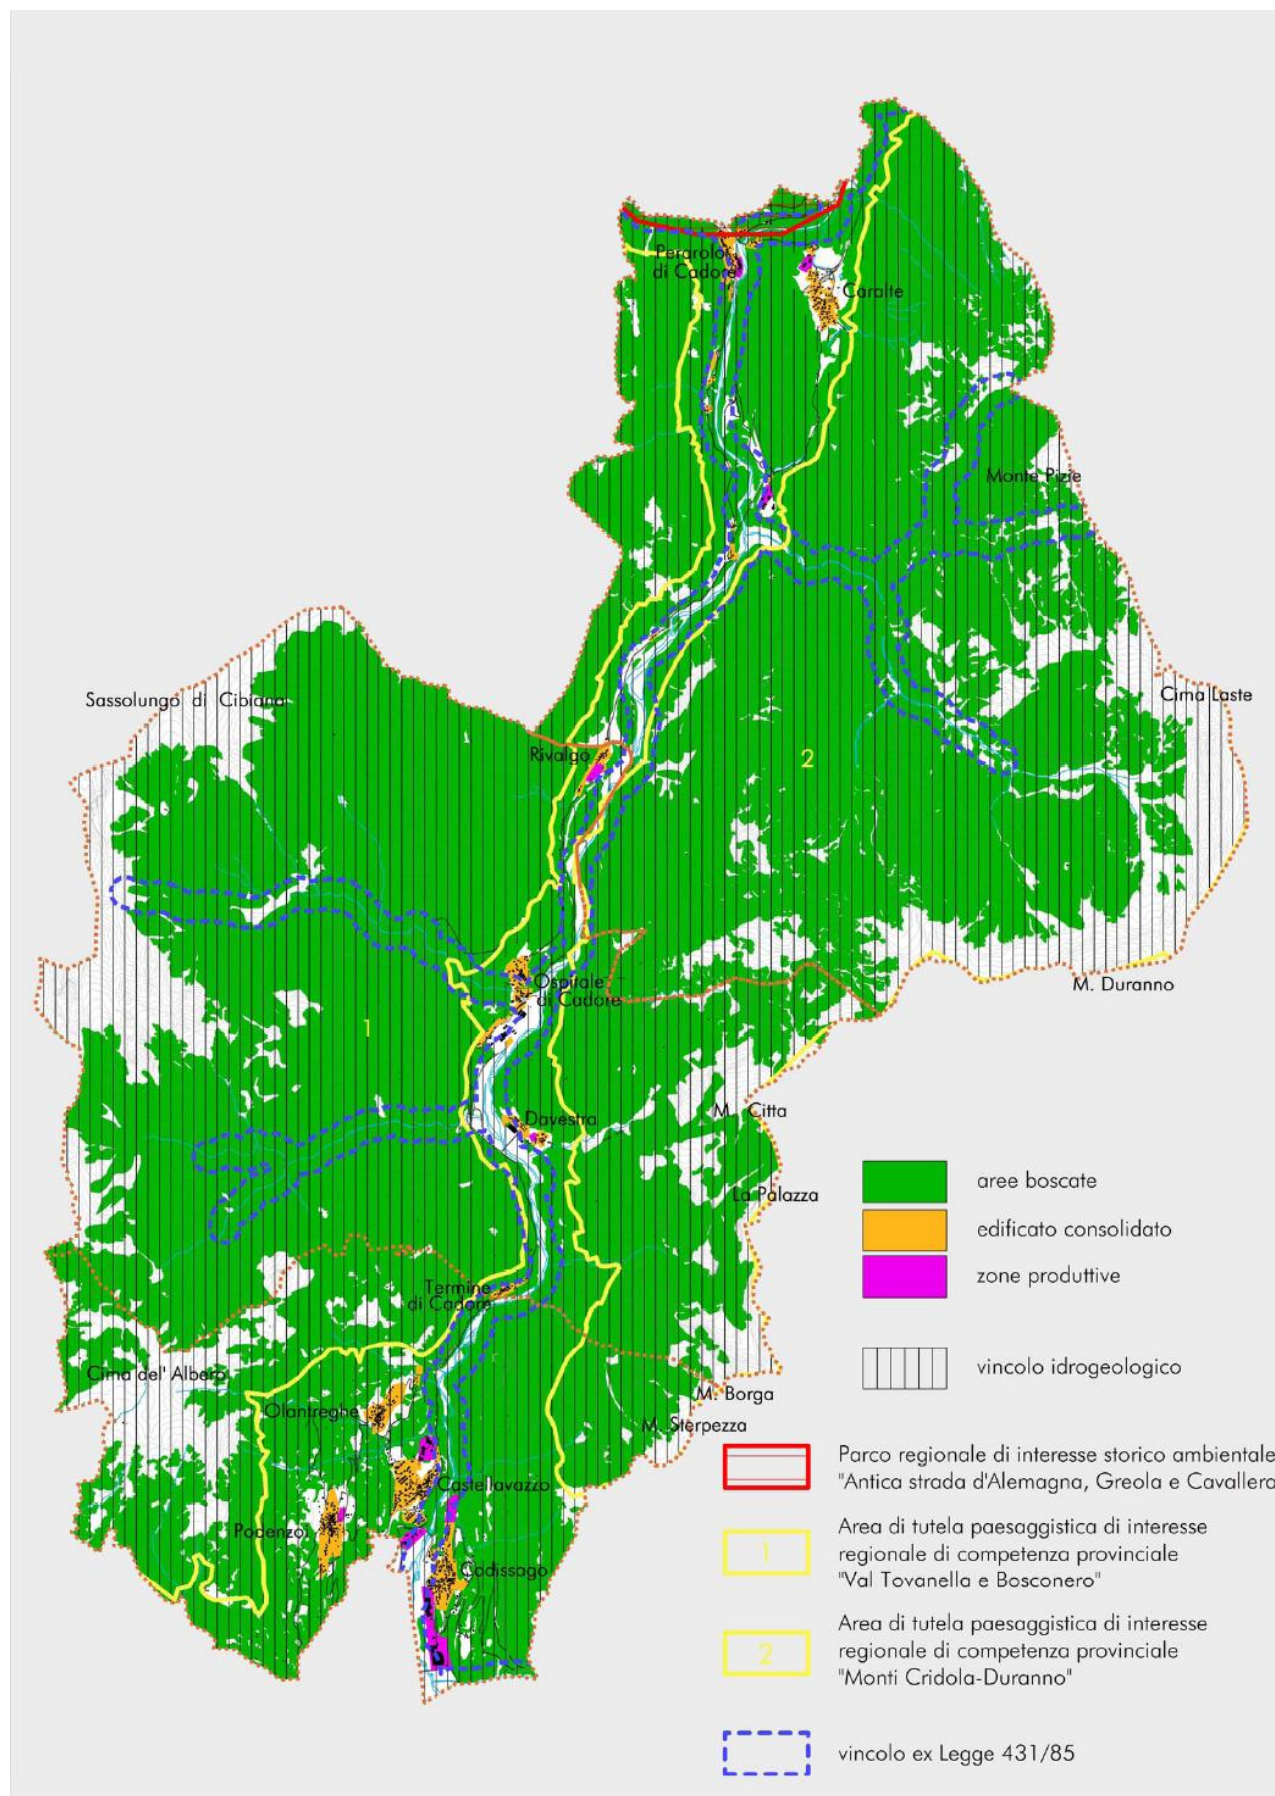 Perarolo
di Cadore
Caralte
Monte Pizie
Sassolungo di Cibiana
Cima Laste
Rivalgo
2
Ospitale
di Cadore
M. Duranno
1
M. Citta
Davestra
La Palazza
aree boscate
edificato consolidato
zone produttive
Termine
di Cadore
vincolo idrogeologico
Cima del' Albero
M. Borga
Olantreghe
M. Sterpezza
Parco regionale di interesse storico ambientale
"Antica strada d'Alemagna, Greola e Cavallera
Castellavazzo
Podenzo
Codissago
1
Area di tutela paesaggistica di interesse
regionale di competenza provinciale
"Val Tovanella e Bosconero"
2
Area di tutela paesaggistica di interesse
regionale di competenza provinciale
"Monti Cridola-Duranno"
vincolo ex Legge 431/85